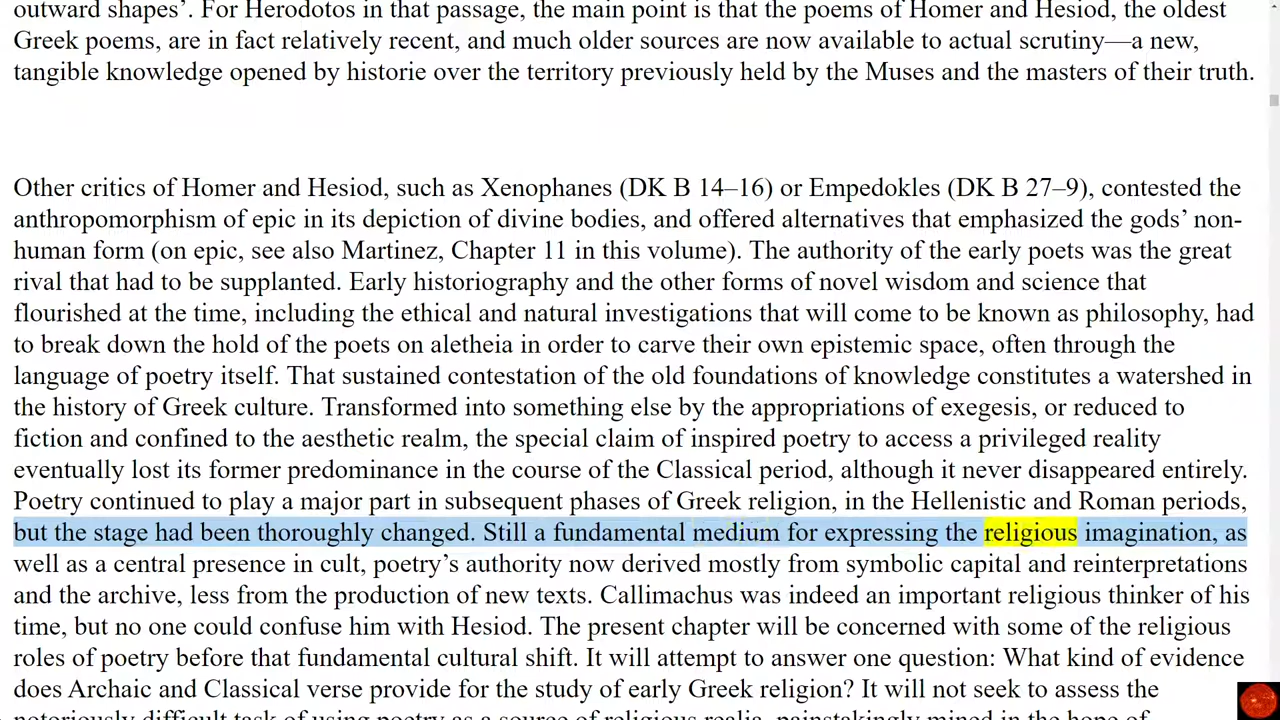 outward shapes’. For Herodotos in that passage, the main point is that the poems of Homer and Hesiod, the oldest
Greek poems, are in fact relatively recent, and much older sources are now available to actual scrutiny—a new,
tangible knowledge opened by historie over the territory previously held by the Muses and the masters of their truth.
Other critics of Homer and Hesiod, such as Xenophanes (DK B 14–16) or Empedokles (DK B 27–9), contested the
anthropomorphism of epic in its depiction of divine bodies, and offered alternatives that emphasized the gods’ non-
human form (on epic, see also Martinez, Chapter 11 in this volume). The authority of the early poets was the great
rival that had to be supplanted. Early historiography and the other forms of novel wisdom and science that
flourished at the time, including the ethical and natural investigations that will come to be known as philosophy, had
to break down the hold of the poets on aletheia in order to carve their own epistemic space, often through the
language of poetry itself. That sustained contestation of the old foundations of knowledge constitutes a watershed in
the history of Greek culture. Transformed into something else by the appropriations of exegesis, or reduced to
fiction and confined to the aesthetic realm, the special claim of inspired poetry to access a privileged reality
eventually lost its former predominance in the course of the Classical period, although it never disappeared entirely.
Poetry continued to play a major part in subsequent phases of Greek religion, in the Hellenistic and Roman periods,
but the stage had been thoroughly changed. Still a fundamental medium for expressing the religious imagination, as
well as a central presence in cult, poetry’s authority now derived mostly from symbolic capital and reinterpretations
and the archive, less from the production of new texts. Callimachus was indeed an important religious thinker of his
time, but no one could confuse him with Hesiod. The present chapter will be concerned with some of the religious
roles of poetry before that fundamental cultural shift. It will attempt to answer one question: What kind of evidence
does Archaic and Classical verse provide for the study of early Greek religion? It will not seek to assess the
notoriously difficult task of using poetry as a source of religious realia, painstakingly mined in the hope of